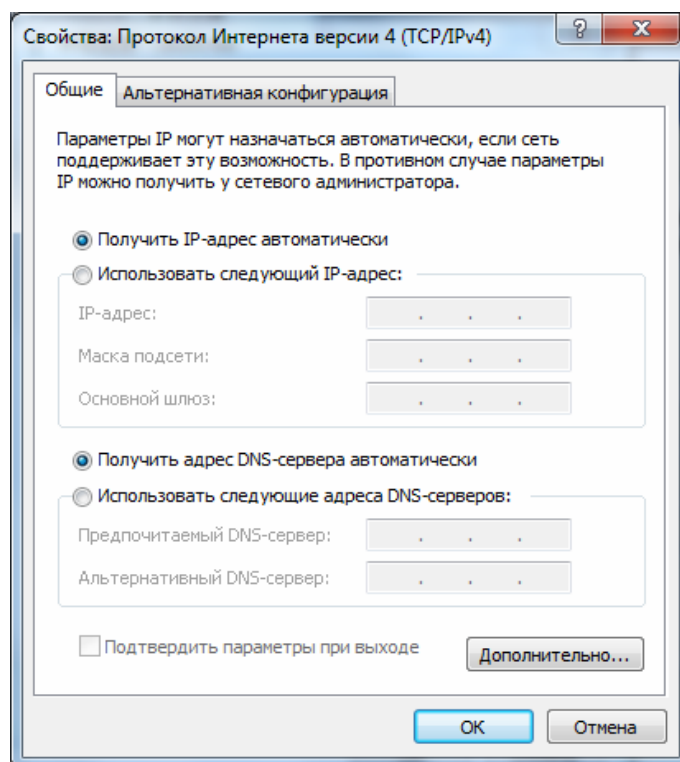 Свойства: Протокол Интернета версии 4 (TCP/IPv4)
Общие
Альтернативная конфигурация
Параметры IP могут назначаться автоматически, если сеть
поддерживает эту возможность. В противном случае параметры
IP можно получить у сетевого администратора.
Получить IP-адрес автоматически
Использовать следующий IP-адрес:
IP-адрес:
Маска подсети:
Основной шлюз:
Получить адрес DNS-сервера автоматически
Использовать следующие адреса DNS-серверов:
Предпочитаемый DNS-сервер:
Альтернативный DNS-сервер:
Подтвердить параметры при выходе
Дополнительно...
ОК
Отмена